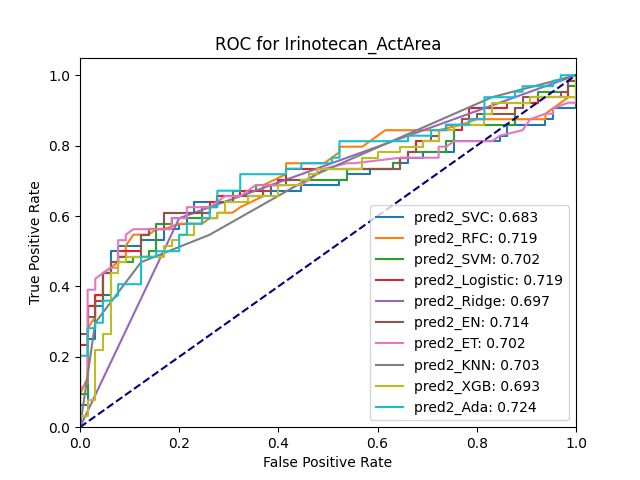 ROC for Irinotecan_ActArea
True Positive Rate
1.0
0.8
0.6
0.4
0.2
0.0
pred2_SVC: 0.683
pred2_RFC: 0.719
pred2_SVM: 0.702
pred2_Logistic: 0.719
pred2_Ridge: 0.697
pred2_EN: 0.714
pred2_ET: 0.702
pred2_KNN: 0.703
pred2_XGB: 0.693
pred2_Ada: 0.724
0.0 0.2 0.4 0.6 0.8 1.0
False Positive Rate